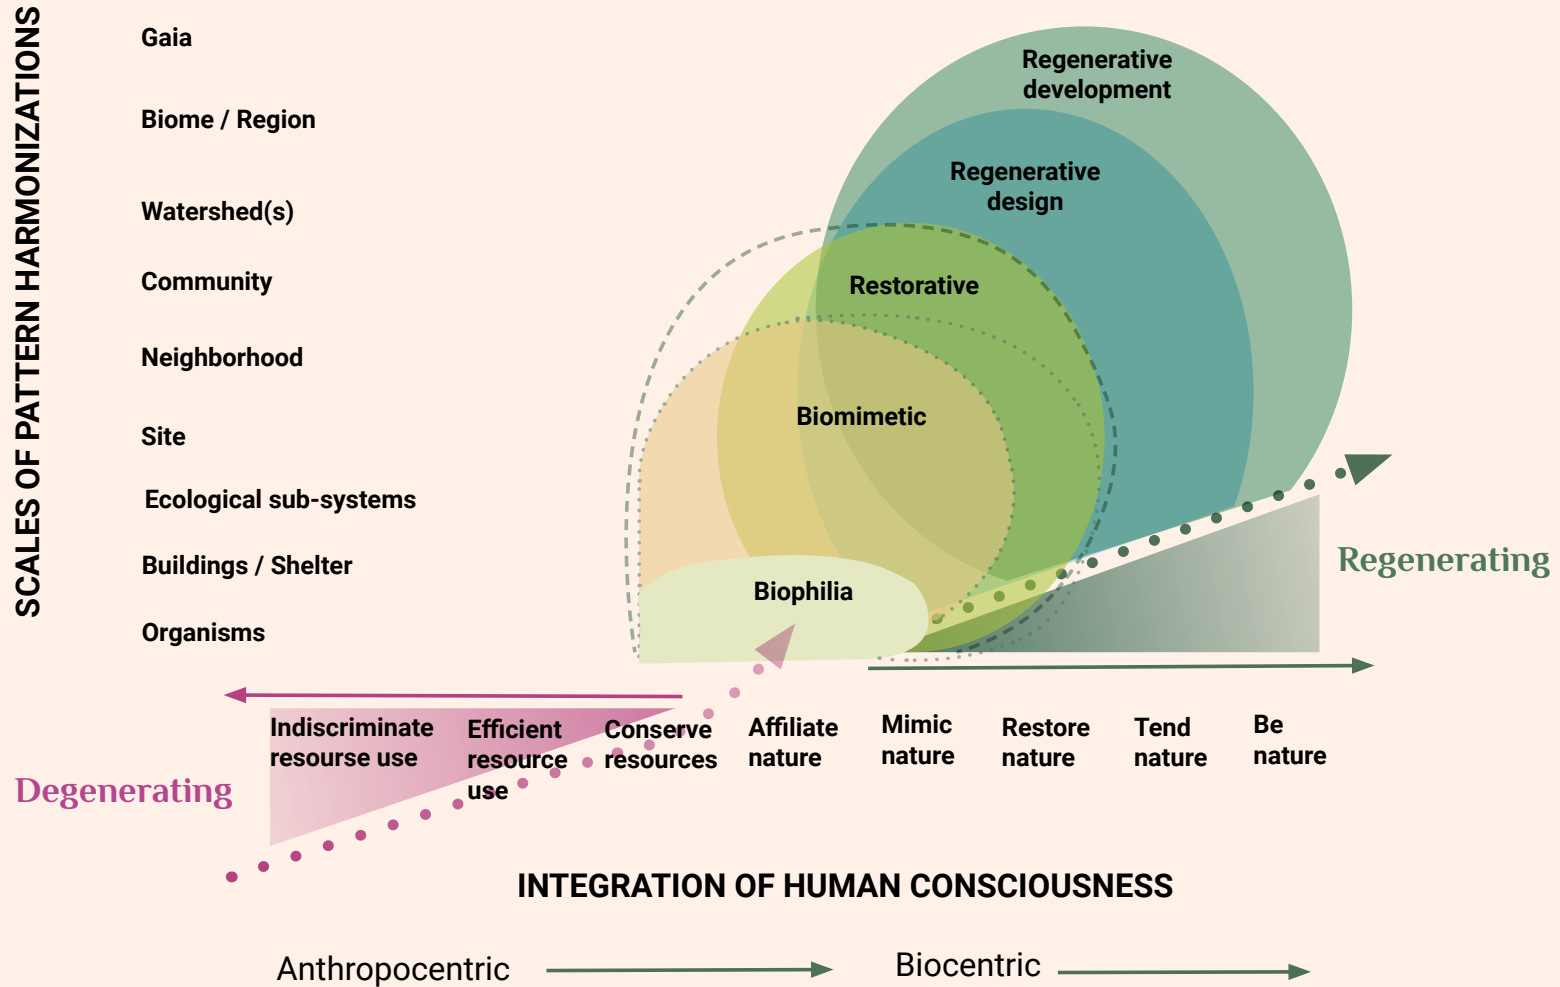 SCALES OF PATTERN HARMONIZATIONS
Gaia
Biome / Region
Watershed(s)
Community
Neighborhood
Site
Ecological sub-systems
Buildings / Shelter
Organisms
Regenerative
development
Regenerative
design
Restorative
Biomimetic
Biophilia
Regenerating
Degenerating
Indiscriminate
resourse use
Efficient
resource
use
Conserve
resources
Affiliate
nature
Mimic
nature
Restore
nature
Tend
nature
Be
nature
INTEGRATION OF HUMAN CONSCIOUSNESS
Anthropocentric
Biocentric